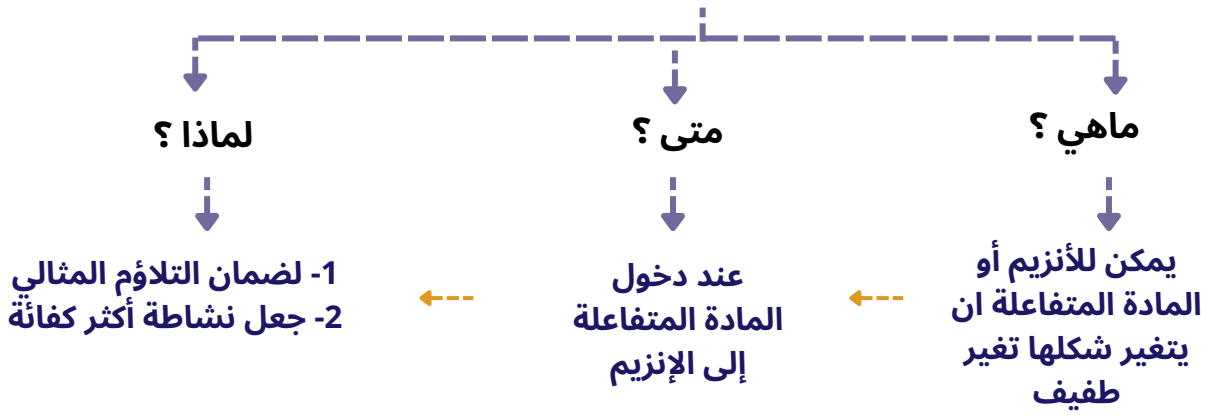 ماهي ؟
يمكن للأنزيم أو
المادة المتفاعلة ان
يتغير شكلها تغير
طفيف
متى ؟
عند دخول
المادة المتفاعلة
إلى الإنزيم
لماذا ؟
1- لضمان التلاؤم المثالي
2- جعل نشاطة أكثر كفائة